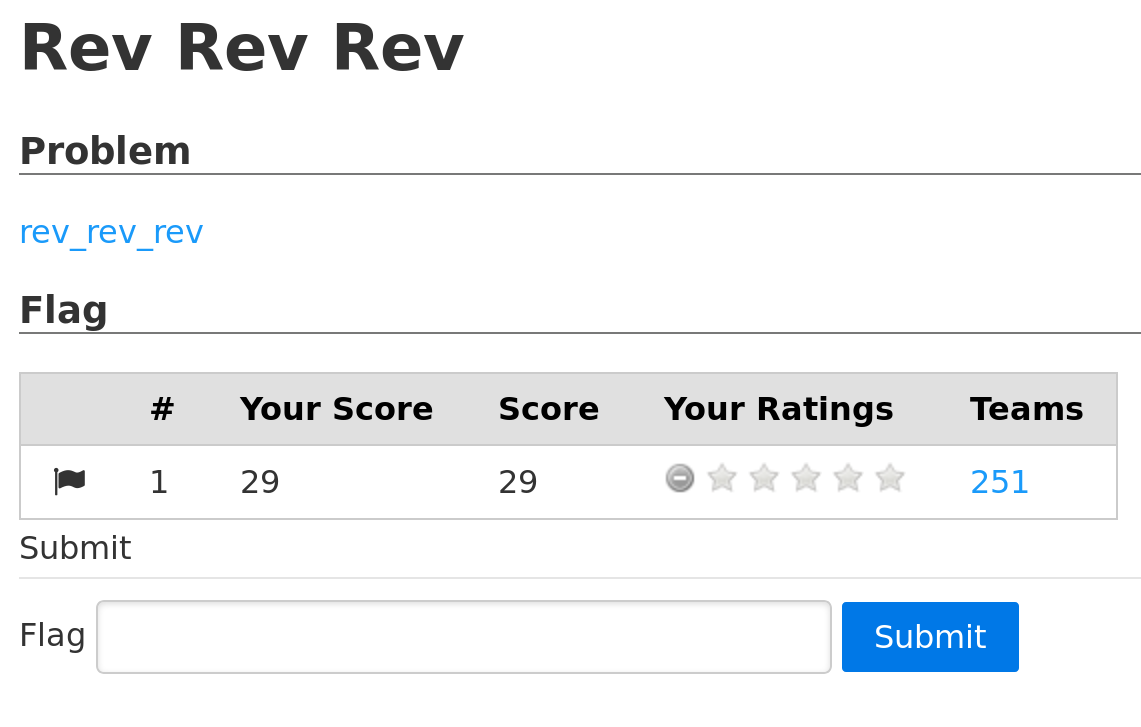 Rev Rev Rev
Problem
rev_rev_rev
Flag
# Your Score Score Your Ratings Teams
1 29 29 251
Submit
Flag Submit